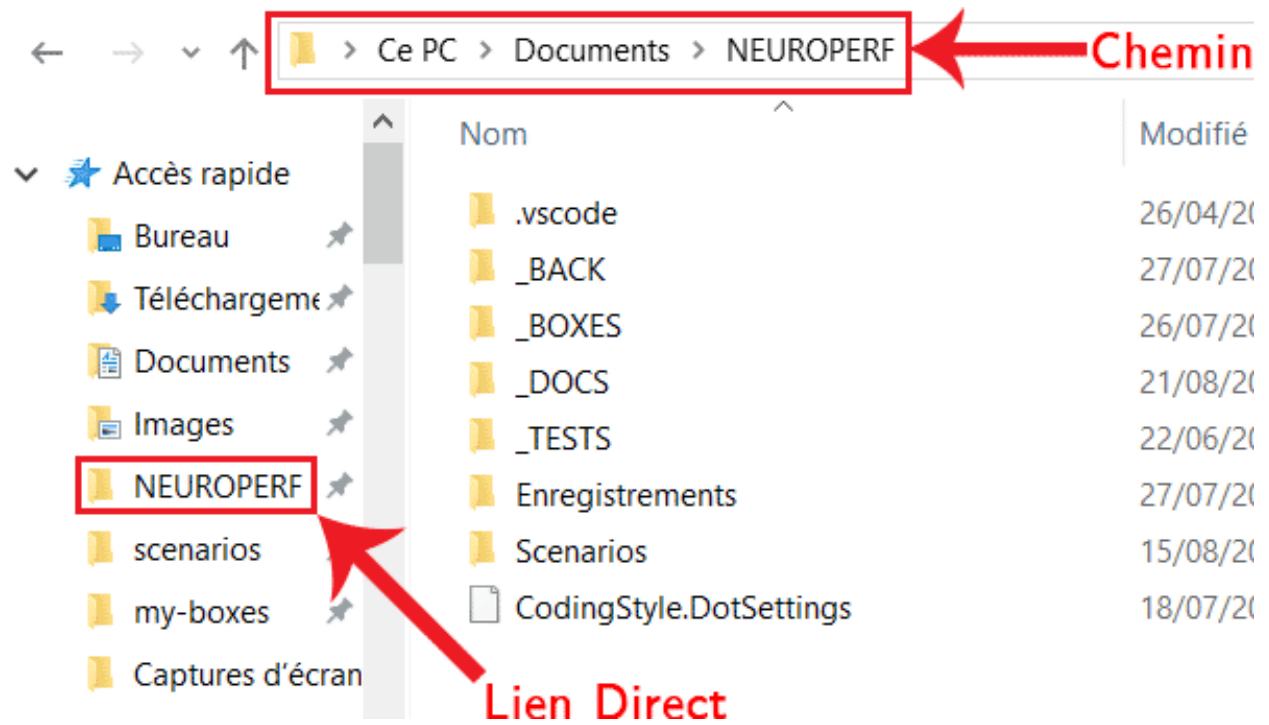 Ce PC > Documents > NEUROPERF
Chemin
Nom
Modifié
Accès rapide
Bureau
Téléchargeme
Documents
Images
NEUROPERF
scenarios
my-boxes
Captures d'écran
.vscode 26/04/20
_BACK 27/07/20
_BOXES 26/07/20
_DOCS 21/08/20
_TESTS 22/06/20
Enregistrements 27/07/20
Scenarios 15/08/20
CodingStyle.DotSettings 18/07/20
Lien Direct